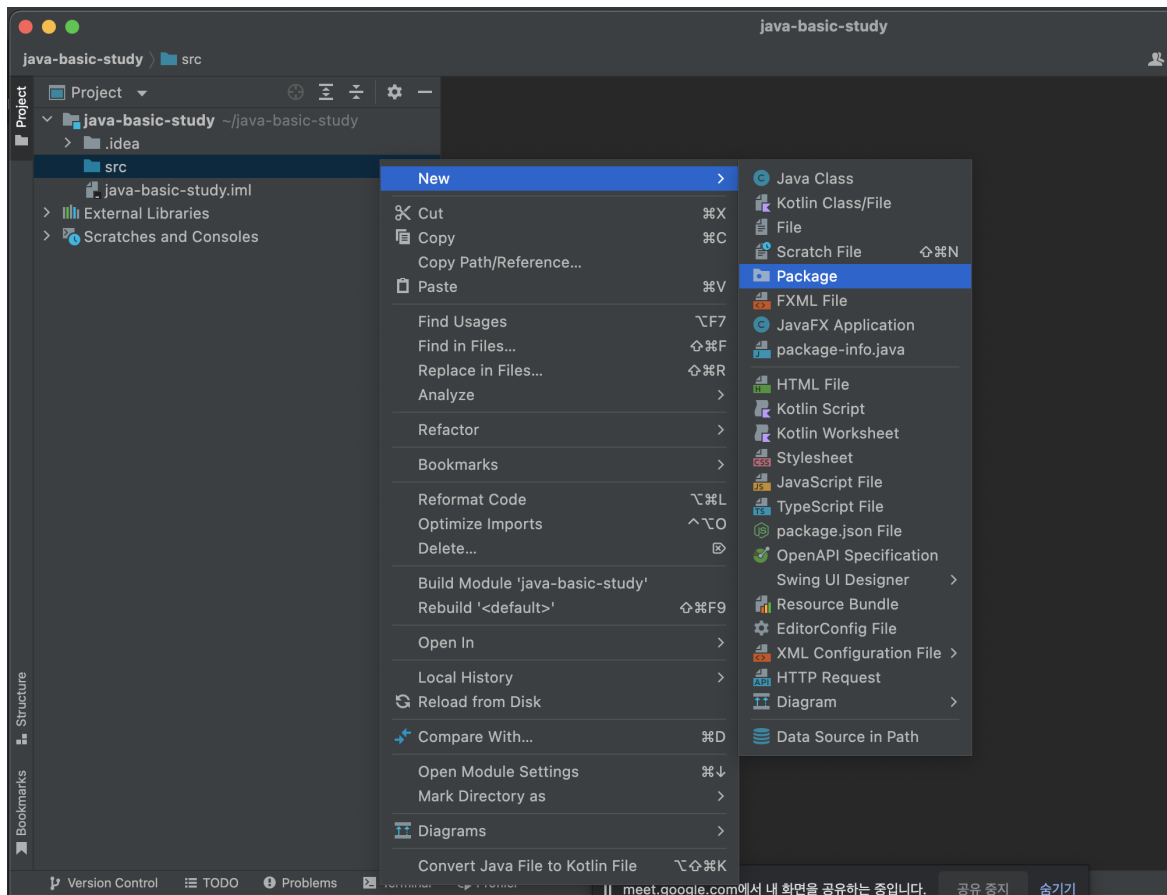 java-basic-study
java-basic-study src
Project
Project
java-basic-study ~/java-basic-study
.idea
src
java-basic-study.iml
External Libraries
Scratches and Consoles
New
Cut ⌘X
Copy ⌘C
Copy Path/Reference...
Paste ⌘V
Find Usages ⌥F7
Find in Files... ⇧⌘F
Replace in Files... ⇧⌘R
Analyze
Refactor
Bookmarks
Reformat Code ⌥⌘L
Optimize Imports ^⌥O
Delete... ⌦
Build Module 'java-basic-study'
Rebuild '<default>' ⇧⌘F9
Open In
Local History
Reload from Disk
Compare With... ⌘D
Open Module Settings ⌘↓
Mark Directory as
Diagrams
Convert Java File to Kotlin File ⌥⇧⌘K
Java Class
Kotlin Class/File
File
Scratch File ⇧⌘N
Package
FXML File
JavaFX Application
package-info.java
HTML File
Kotlin Script
Kotlin Worksheet
Stylesheet
JavaScript File
TypeScript File
package.json File
OpenAPI Specification
Swing UI Designer
Resource Bundle
EditorConfig File
XML Configuration File
HTTP Request
Diagram
Data Source in Path
Structure
Bookmarks
Version Control TODO Problems
meet.google.com에서 내 화면을 공유하는 중입니다. 공유 중지 숨기기